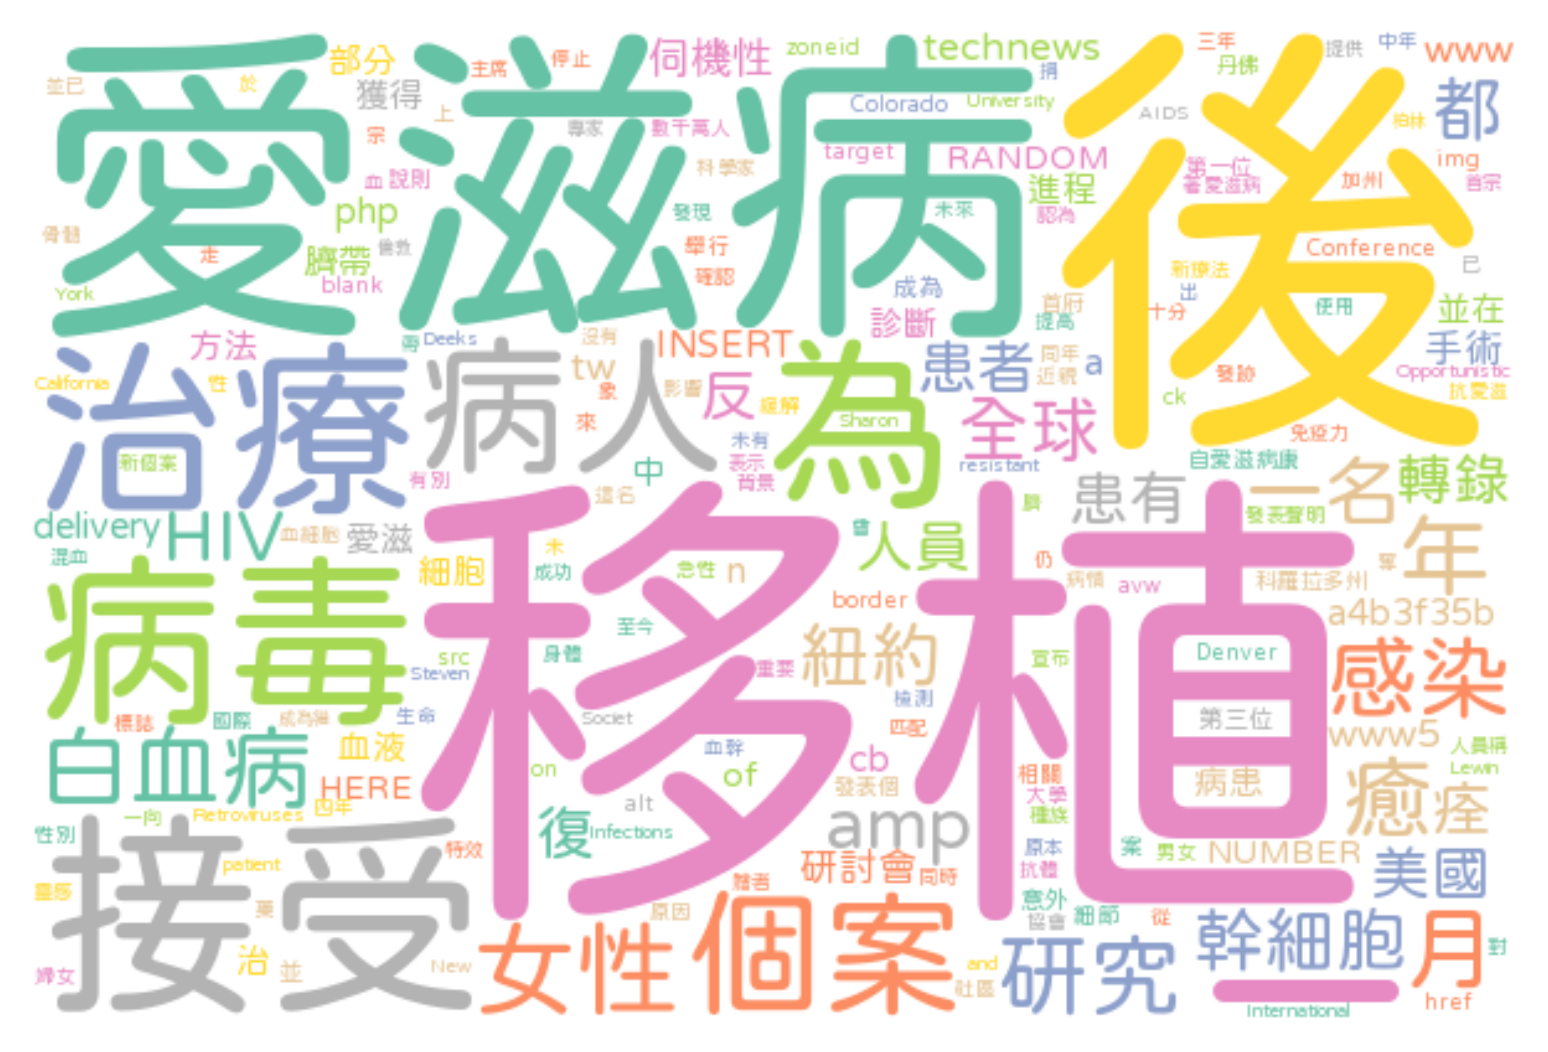 愛滋病
後
移植
治療
病人
為
病毒
接受
女性
個案
HIV
白血病
感染
年
月
研究
幹細胞
美國
癒
痊
一名
轉錄
患有
全球
患者
反
紐約
人員
amp
復
研討會
NUMBER
www5
a4b3f35b
都
www
technews
伺機性
部分
獲得
zoneid
Colorado
University
target
RANDOM
進程
AIDS
三年
丹佛
提供
中年
捐
柏林
img
首宗
第一位
著愛滋病
加州
Conference
已
新療法
出
使用
並在
手術
Opportunistic
抗愛滋
十分
提高
首府
認為
未來
成為
診斷
INSERT
tw
a
同年
近親
ck
發跡
免疫力
自愛滋病康
發表聲明
resistant
Sharon
緩解
影響
沒有
象
來
未有
表示
背景
中
這名
有別
Deeks
方法
性
California
新個案
delivery
混血
血細胞
愛滋
細胞
未
成功
急性
n
至今
身體
src
Steven
生命
國際
標誌
血液
HERE
四年
Retroviruses
一向
性別
patient
靈感
藥
治
並
New
婦女
特效
on
alt
Infections
of
血幹
cb
發表個
Societ
重要
border
檢測
匹配
宣布
avw
病情
仍
臍
曾
科羅拉多州
Denver
第三位
病患
人員稱
Lewin
相關
大學
種族
原本
抗體
案
男女
意外
協會
細節
從
同時
贈者
原因
and
社區
International
href
對
並已
於
主席
停止
上
宗
專家
數千萬人
科學家
血
說則
php
發現
骨髓
臍帶
倫敦
走
舉行
確認
blank
York